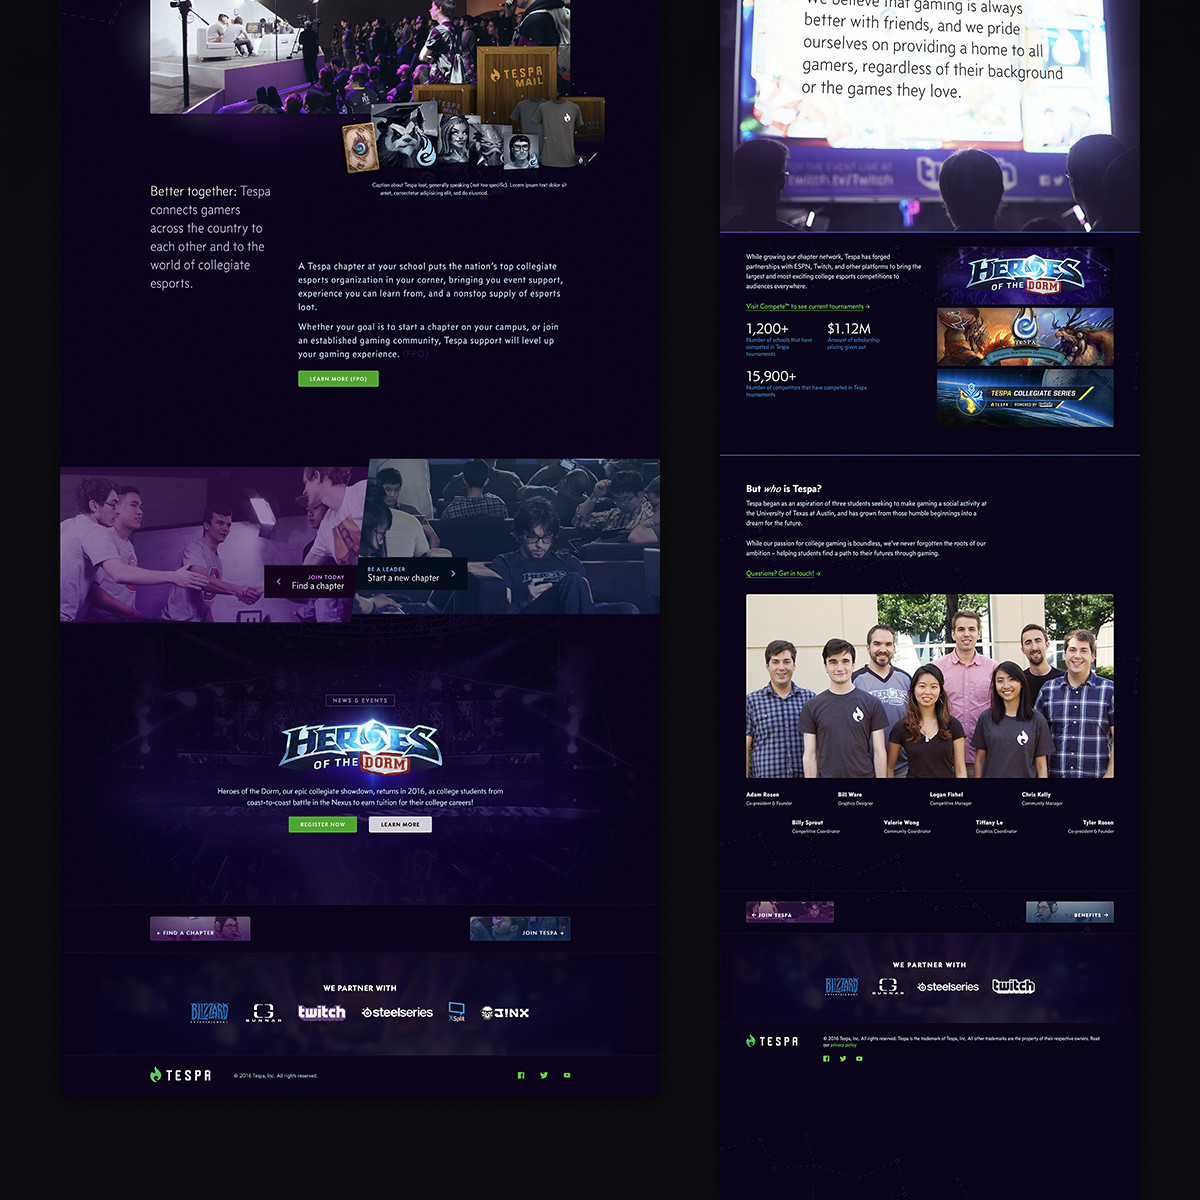 TESPA
MAIL
TESPA
MAIL
Caption about Tespa loot, generally speaking (not too specific). Lorem ipsum text dolor sit
amet, consectetur adipisicing elit, sed do eiusmod.
Better together: Tespa
connects gamers
across the country to
each other and to the
world of collegiate
esports.
A Tespa chapter at your school puts the nation's top collegiate
esports organization in your corner, bringing you event support,
experience you can learn from, and a nonstop supply of esports
loot.
Whether your goal is to start a chapter on your campus, or join
an established gaming community, Tespa support will level up
your gaming experience. (FPO)
LEARN MORE (FPO)
JOIN TODAY
Find a chapter
BE A LEADER
Start a new chapter
NEWS & EVENTS
HEROES
OF THE DORM
Heroes of the Dorm, our epic collegiate showdown, returns in 2016, as college students from
coast-to-coast battle in the Nexus to earn tuition for their college careers!
REGISTER NOW
LEARN MORE
← FIND A CHAPTER
JOIN TESPA →
WE PARTNER WITH
BLIZZARD
ENTERTAINMENT
GUNNAR
twitch
steelseries
XSplit
J!NX
TESPA
© 2016 Tespa, Inc. All rights reserved.
We believe that gaming is always
better with friends, and we pride
ourselves on providing a home to all
gamers, regardless of their background
or the games they love.
twitch
While growing our chapter network, Tespa has forged
partnerships with ESPN, Twitch, and other platforms to bring the
largest and most exciting college esports competitions to
audiences everywhere.
Visit Compete™ to see current tournaments →
1,200+
Number of schools that have
competed in Tespa
tournaments
$1.12M
Amount of scholarship
prizing given out
15,900+
Number of competitors that have competed in Tespa
tournaments
HEROES
OF THE DORM
TESPA
TESPA COLLEGIATE SERIES
TESPA POWERED BY twitch
But who is Tespa?
Tespa began as an aspiration of three students seeking to make gaming a social activity at
the University of Texas at Austin, and has grown from those humble beginnings into a
dream for the future.
While our passion for college gaming is boundless, we've never forgotten the roots of our
ambition – helping students find a path to their futures through gaming.
Questions? Get in touch! →
Adam Rosen
Co-president & Founder
Bill Ware
Graphics Designer
Logan Fishel
Competitive Manager
Chris Kelly
Community Manager
Billy Sprout
Competitive Coordinator
Valerie Wong
Community Coordinator
Tiffany Le
Graphics Coordinator
Tyler Rosen
Co-president & Founder
← JOIN TESPA
BENEFITS →
WE PARTNER WITH
BLIZZARD
ENTERTAINMENT
GUNNAR
steelseries
twitch
TESPA
© 2016 Tespa, Inc. All rights reserved. Tespa is the trademark of Tespa, Inc. All other trademarks are the property of their respective owners. Read
our privacy policy